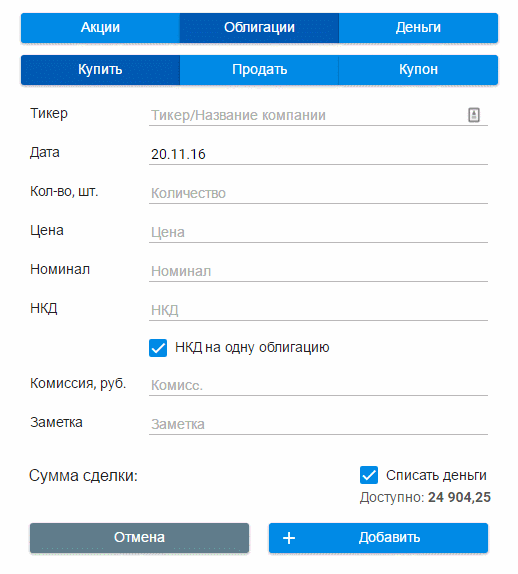 Акции Облигации Деньги
Купить Продать Купон
Тикер Тикер/Название компании
Дата 20.11.16
Кол-во, шт. Количество
Цена Цена
Номинал Номинал
НКД НКД
НКД на одну облигацию
Комиссия, руб. Комисс.
Заметка Заметка
Сумма сделки: Списать деньги
Доступно: 24 904,25
Отмена + Добавить